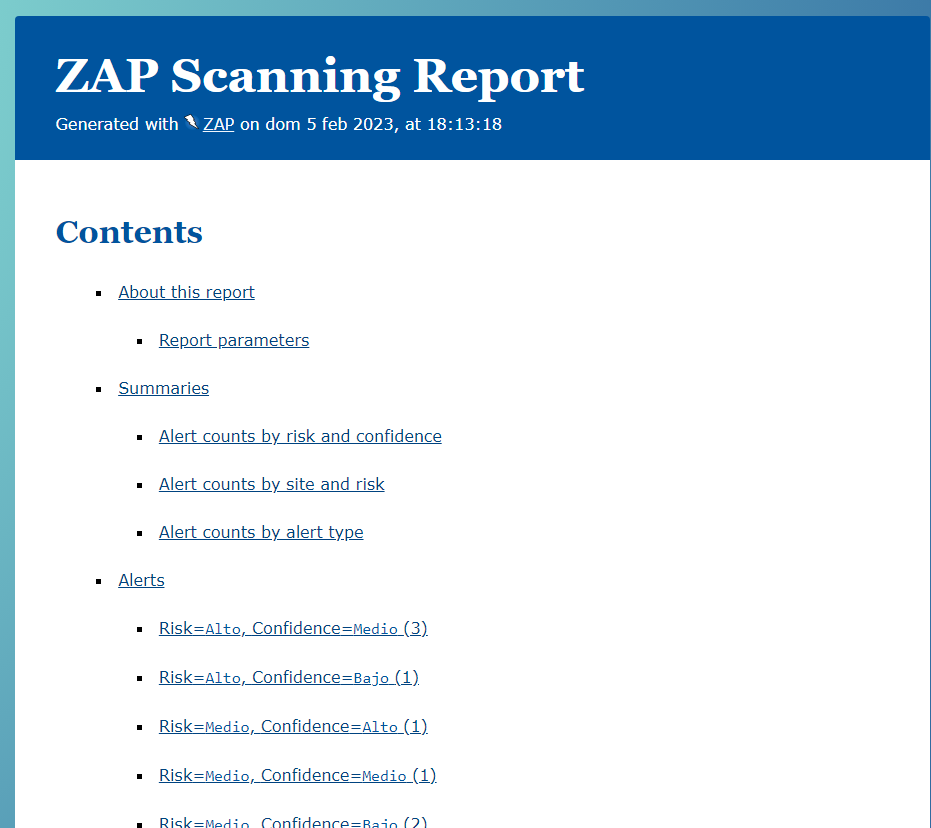 ZAP Scanning Report
Generated with ZAP on dom 5 feb 2023, at 18:13:18
Contents
About this report
Report parameters
Summaries
Alert counts by risk and confidence
Alert counts by site and risk
Alert counts by alert type
Alerts
Risk=Alto, Confidence=Medio (3)
Risk=Alto, Confidence=Bajo (1)
Risk=Medio, Confidence=Alto (1)
Risk=Medio, Confidence=Medio (1)
Risk=Medio, Confidence=Bajo (2)